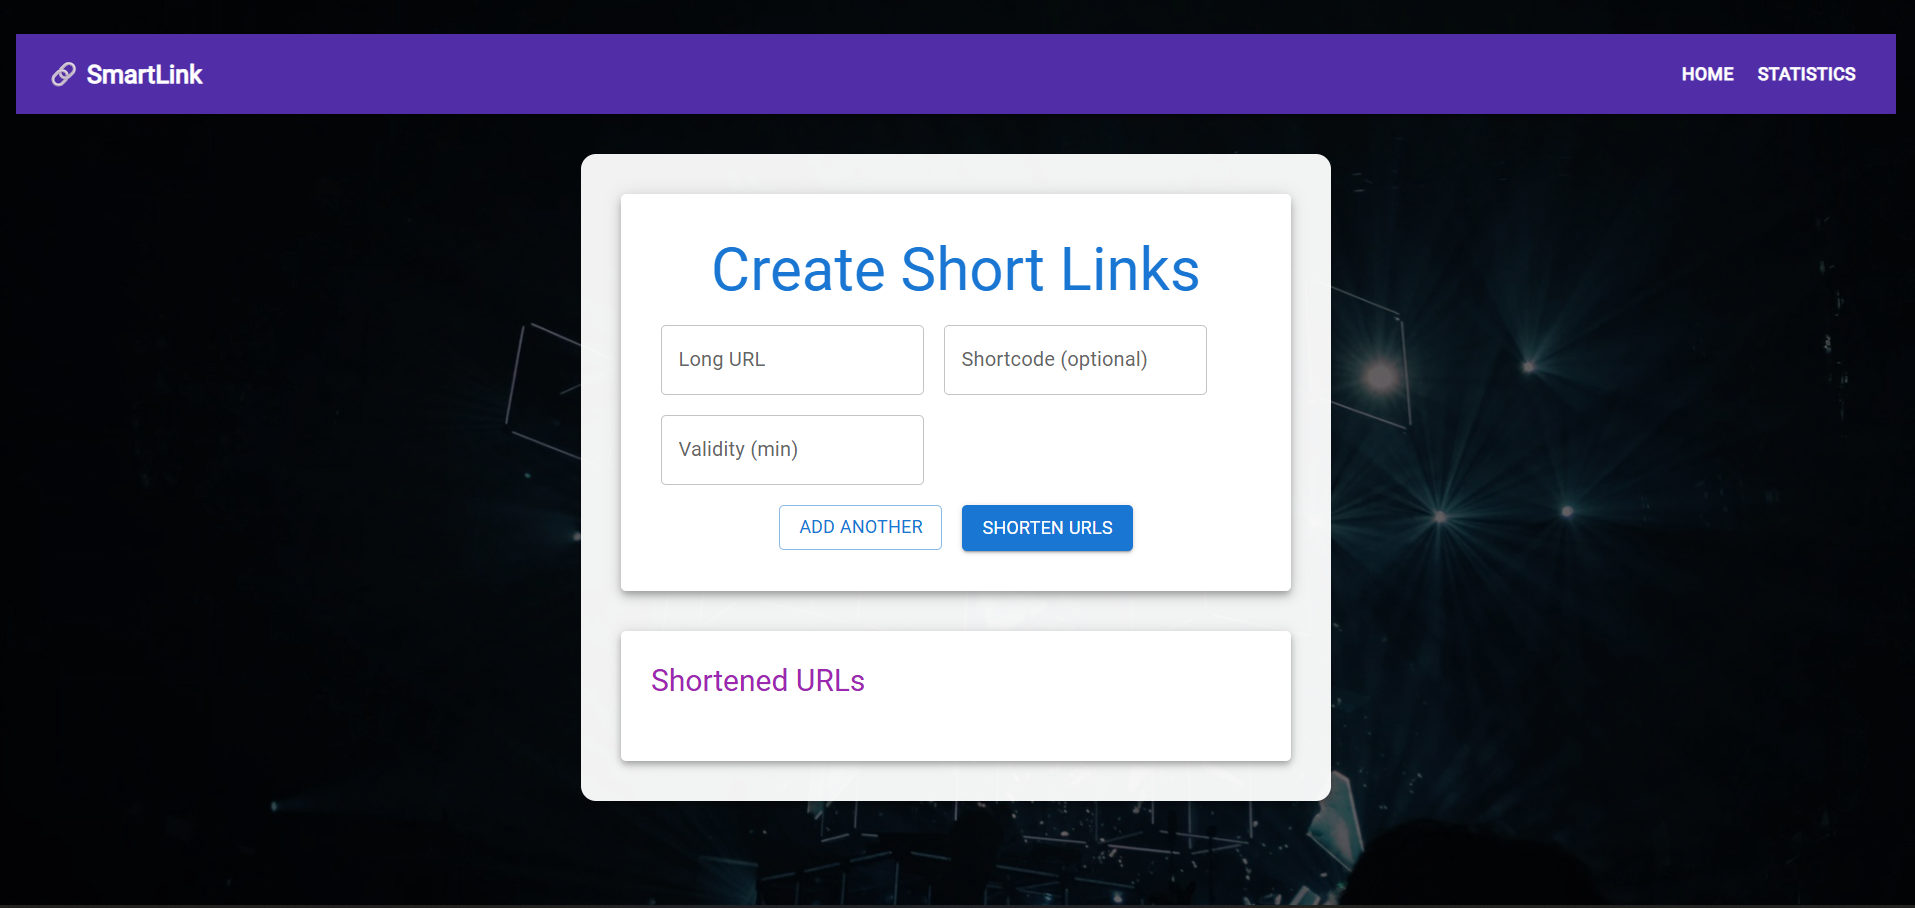 SmartLink
HOME STATISTICS
Create Short Links
Long URL
Shortcode (optional)
Validity (min)
ADD ANOTHER
SHORTEN URLS
Shortened URLs